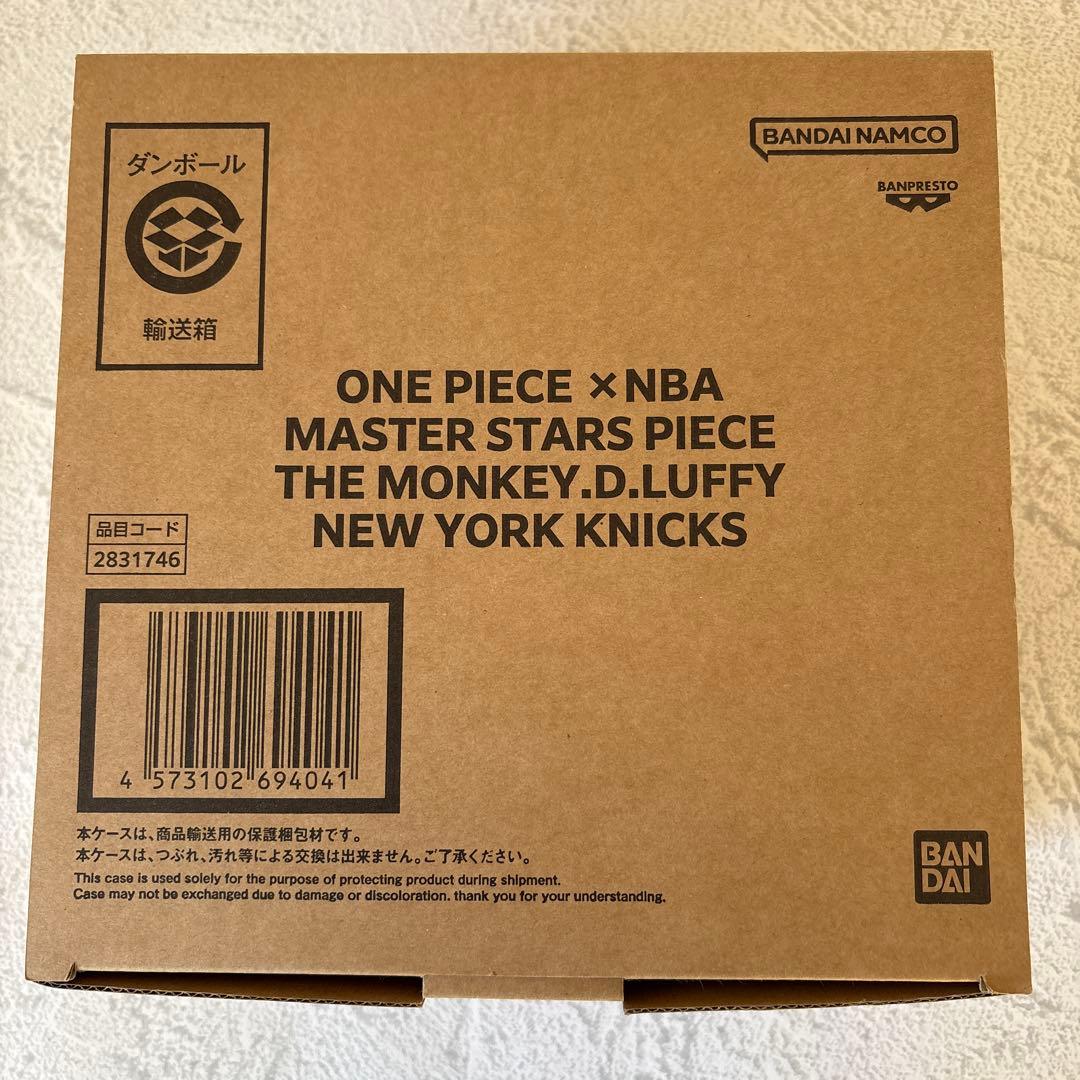 ダンボール
輸送箱
BANDAI NAMCO
BANPRESTO
ONE PIECE ×NBA
MASTER STARS PIECE
THE MONKEY.D.LUFFY
NEW YORK KNICKS
品目コード
2831746
4 573102 694041
本ケースは、商品輸送用の保護梱包材です。
本ケースは、つぶれ、汚れ等による交換は出来ません。ご了承ください。
This case is used solely for the purpose of protecting product during shipment.
Case may not be exchanged due to damage or discoloration. thank you for your understanding.
BAN
DAI